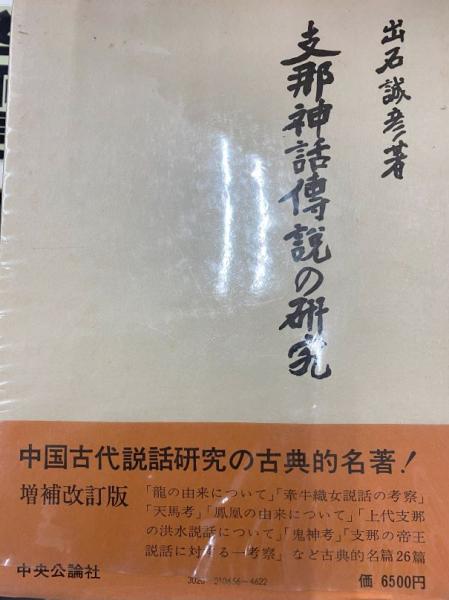 出石誠彦著
支那神話傳説の研究
中国古代説話研究の古典的名著!
増補改訂版
「龍の由来について」「牽牛織女説話の考察」
「天馬考」「鳳凰の由来について」「上代支那
の洪水説話について」「鬼神考」「支那の帝王
説話に対する一考察」など古典的名篇26篇
中央公論社
価 6500円